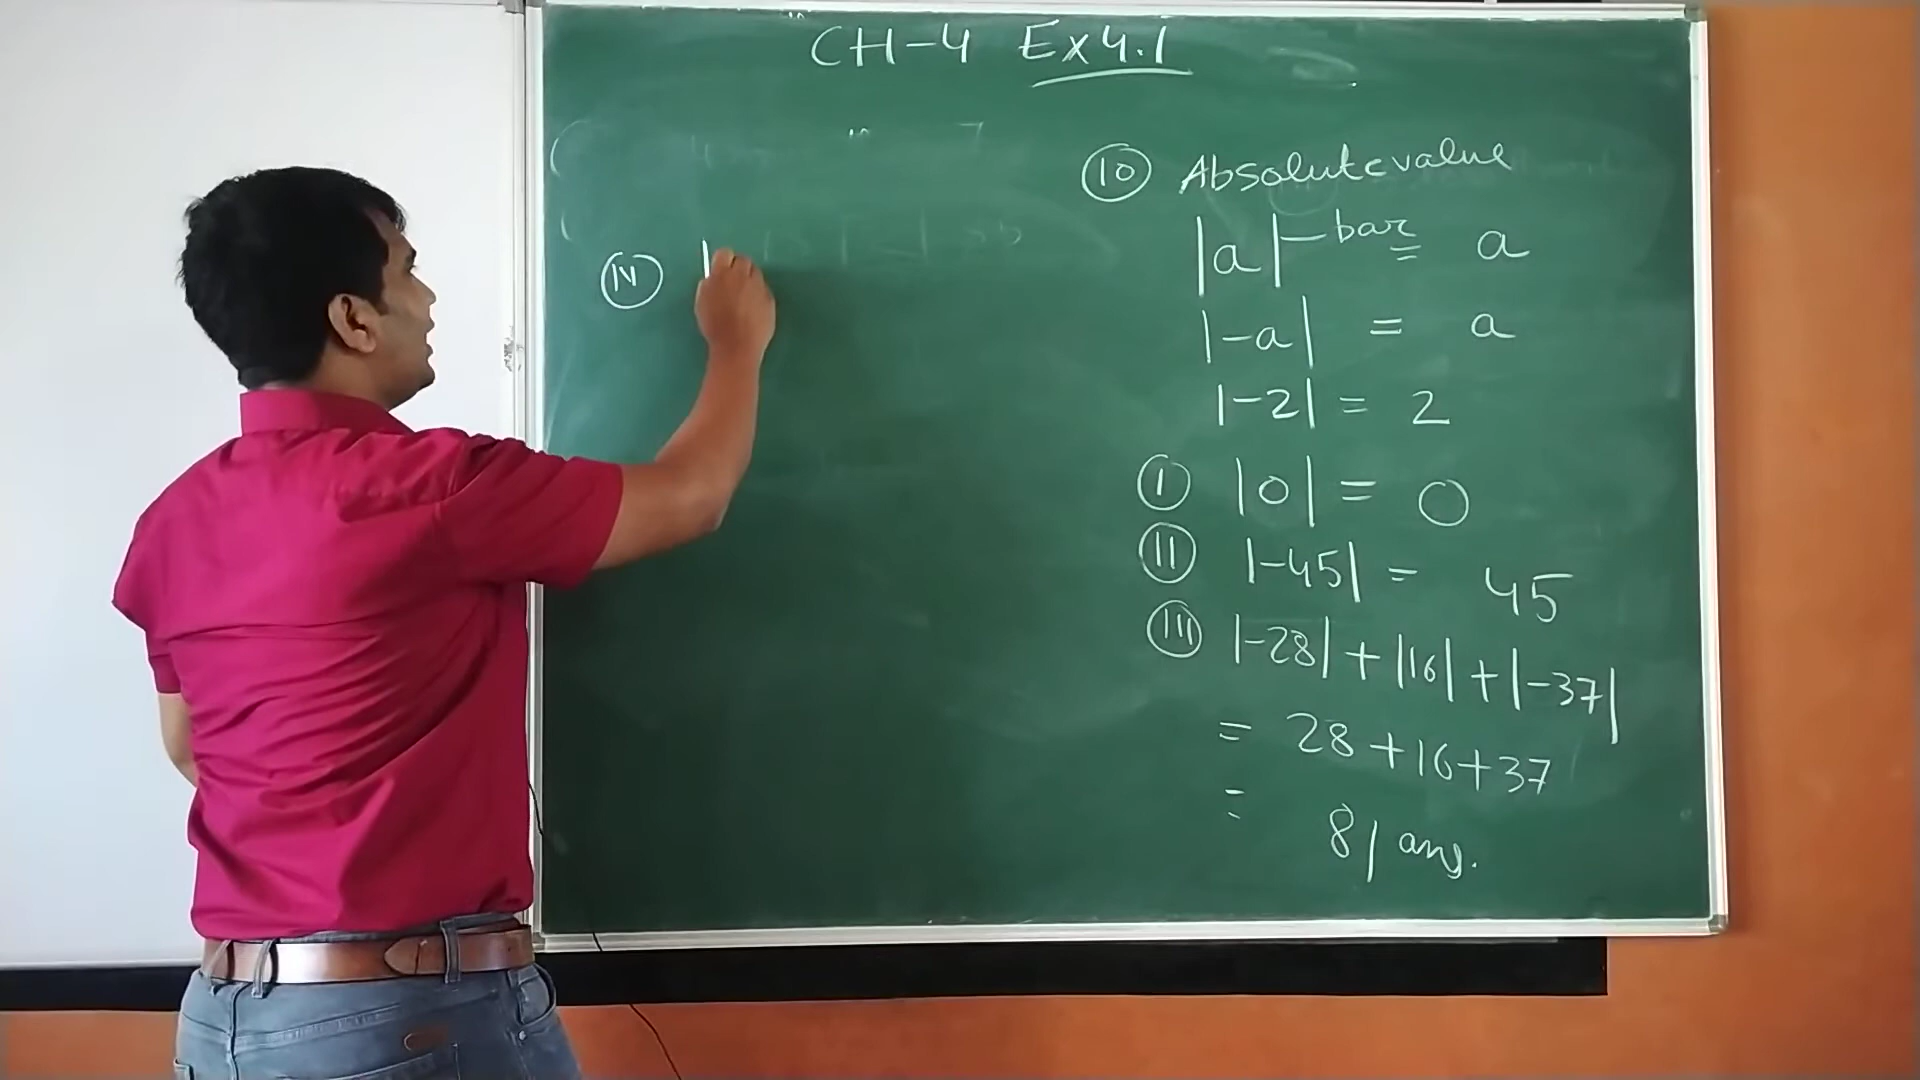 CH-4 Ex 4.1
(10) Absolute value
|a| — bar = a
|-a| = a
|-2| = 2
(I) |0| = 0
(II) |-45| = 45
(III) |-28| + |16| + |-37|
= 28 + 16 + 37
= 81 ans.
(IV) |